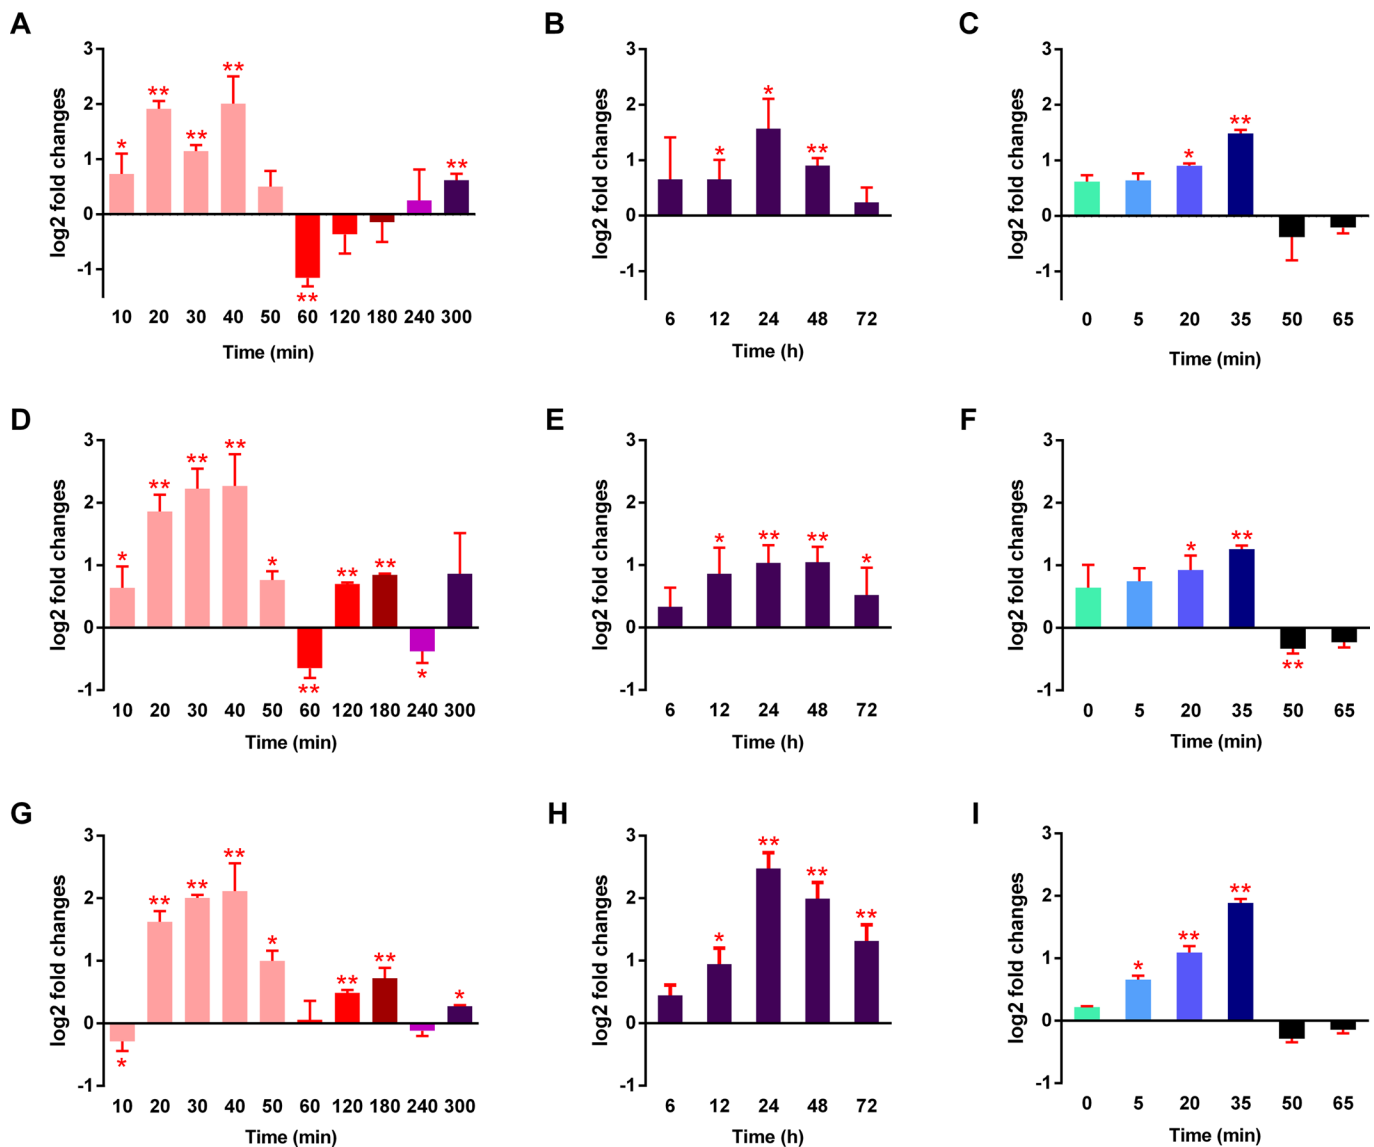 A
log2 fold changes
3
2
1
0
-1
* ** ** ** ** **
10 20 30 40 50 60 120 180 240 300
Time (min)
B
log2 fold changes
3
2
1
0
-1
* * **
6 12 24 48 72
Time (h)
C
log2 fold changes
3
2
1
0
-1
* **
0 5 20 35 50 65
Time (min)
D
log2 fold changes
3
2
1
0
-1
* ** ** ** * ** ** ** *
10 20 30 40 50 60 120 180 240 300
Time (min)
E
log2 fold changes
3
2
1
0
-1
* ** ** *
6 12 24 48 72
Time (h)
F
log2 fold changes
3
2
1
0
-1
* ** **
0 5 20 35 50 65
Time (min)
G
log2 fold changes
3
2
1
0
-1
* ** ** ** * ** ** *
10 20 30 40 50 60 120 180 240 300
Time (min)
H
log2 fold changes
3
2
1
0
-1
* ** ** **
6 12 24 48 72
Time (h)
I
log2 fold changes
3
2
1
0
-1
* ** **
0 5 20 35 50 65
Time (min)